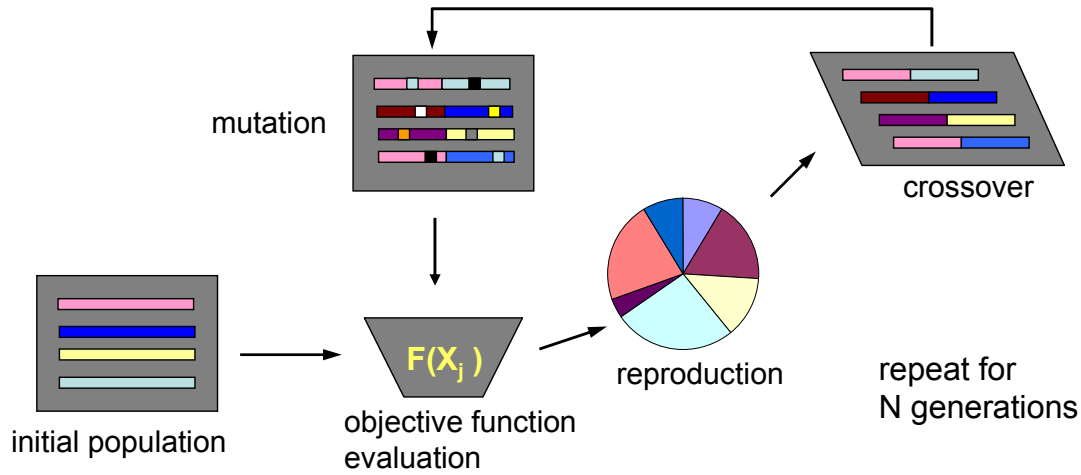 mutation
crossover
initial population
F(Xj )
objective function
evaluation
reproduction
repeat for
N generations